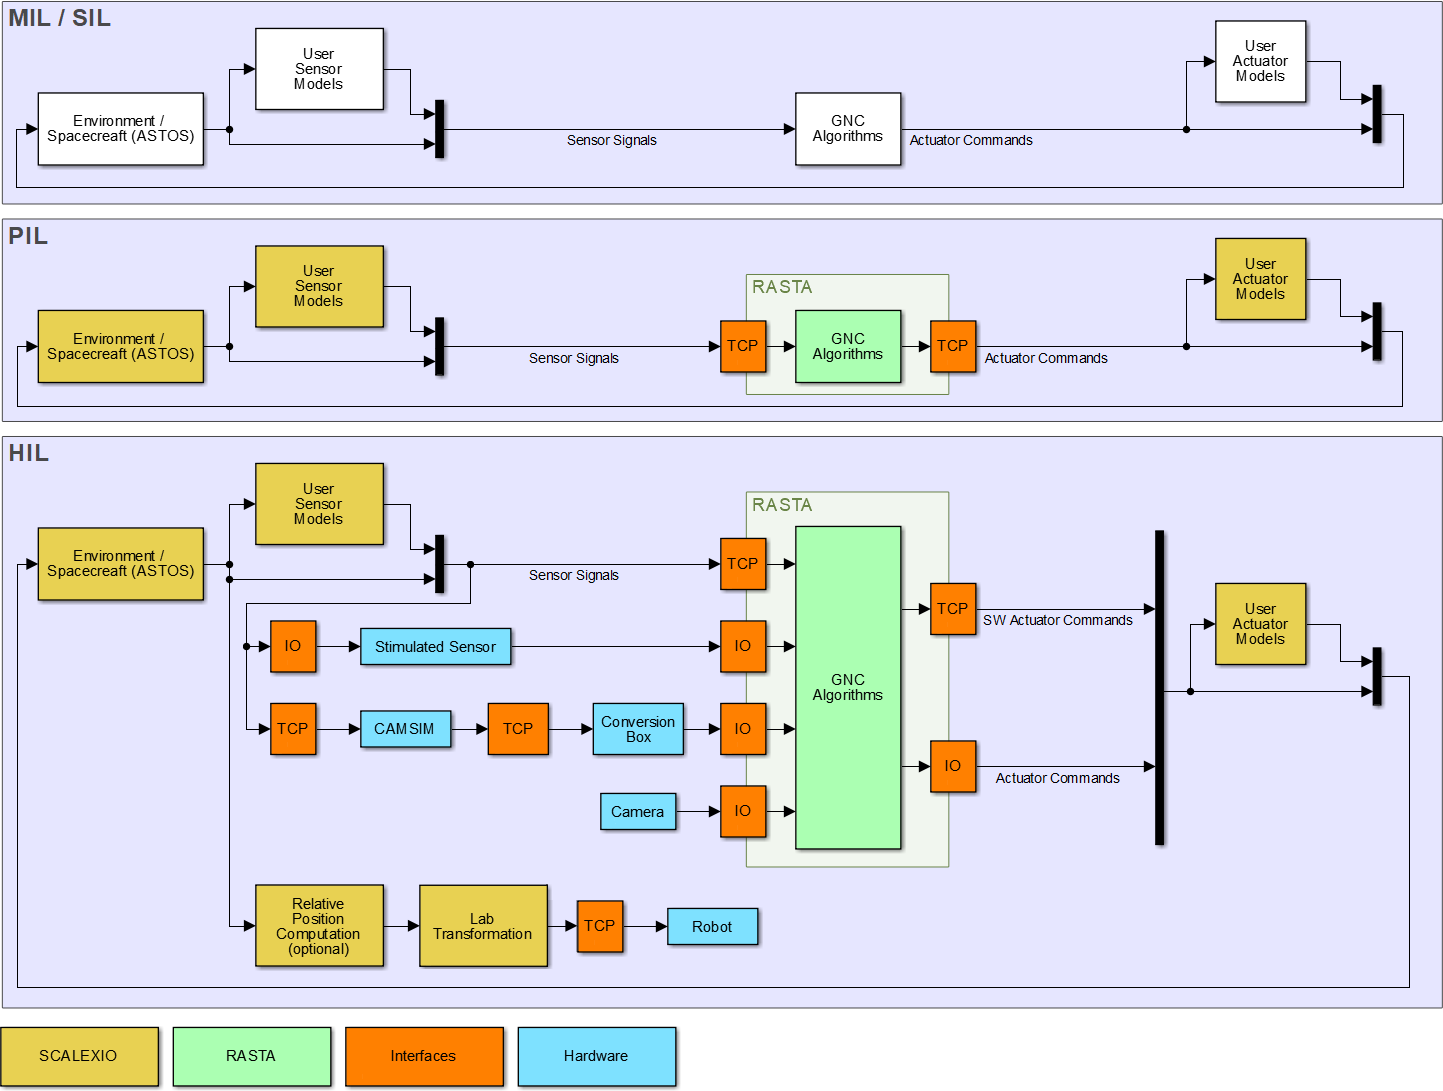 MIL / SIL
User
Sensor
Models
Environment /
Spacecreaft (ASTOS)
Sensor Signals
GNC
Algorithms
Actuator Commands
User
Actuator
Models
PIL
User
Sensor
Models
Environment /
Spacecreaft (ASTOS)
Sensor Signals
RASTA
TCP
GNC
Algorithms
TCP
Actuator Commands
User
Actuator
Models
HIL
User
Sensor
Models
Environment /
Spacecreaft (ASTOS)
Sensor Signals
RASTA
TCP
IO
Stimulated Sensor
IO
TCP
CAMSIM
TCP
Conversion
Box
IO
Camera
IO
GNC
Algorithms
TCP
SW Actuator Commands
IO
Actuator Commands
User
Actuator
Models
Relative
Position
Computation
(optional)
Lab
Transformation
TCP
Robot
SCALEXIO
RASTA
Interfaces
Hardware